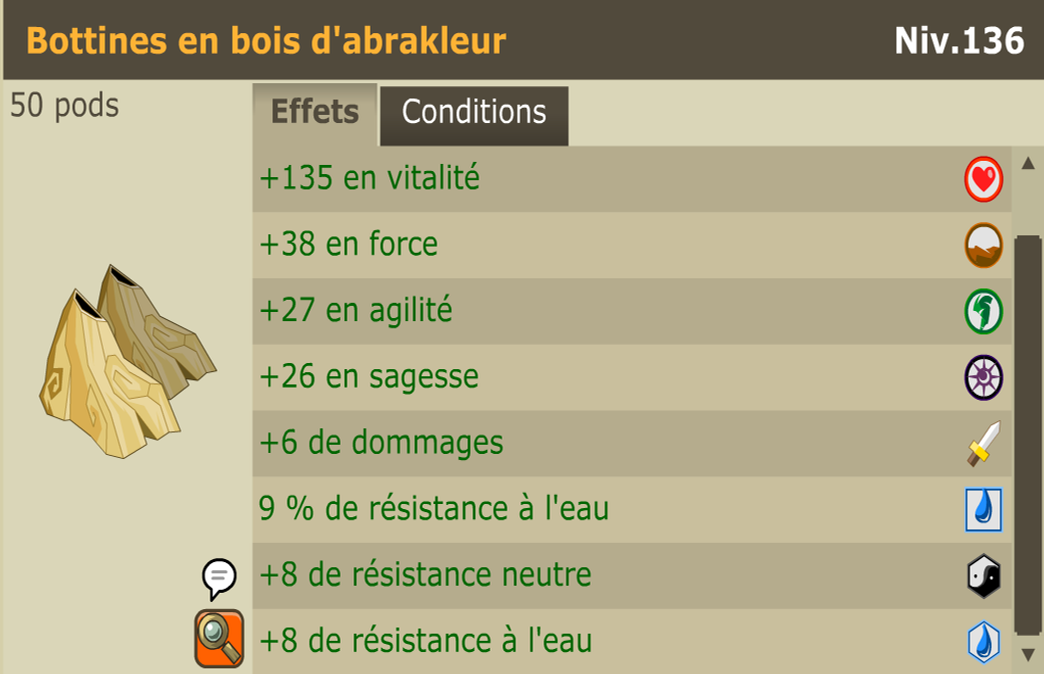 Bottines en bois d'abrakleur
Niv.136
50 pods
Effets
Conditions
+135 en vitalité
+38 en force
+27 en agilité
+26 en sagesse
+6 de dommages
9 % de résistance à l'eau
+8 de résistance neutre
+8 de résistance à l'eau